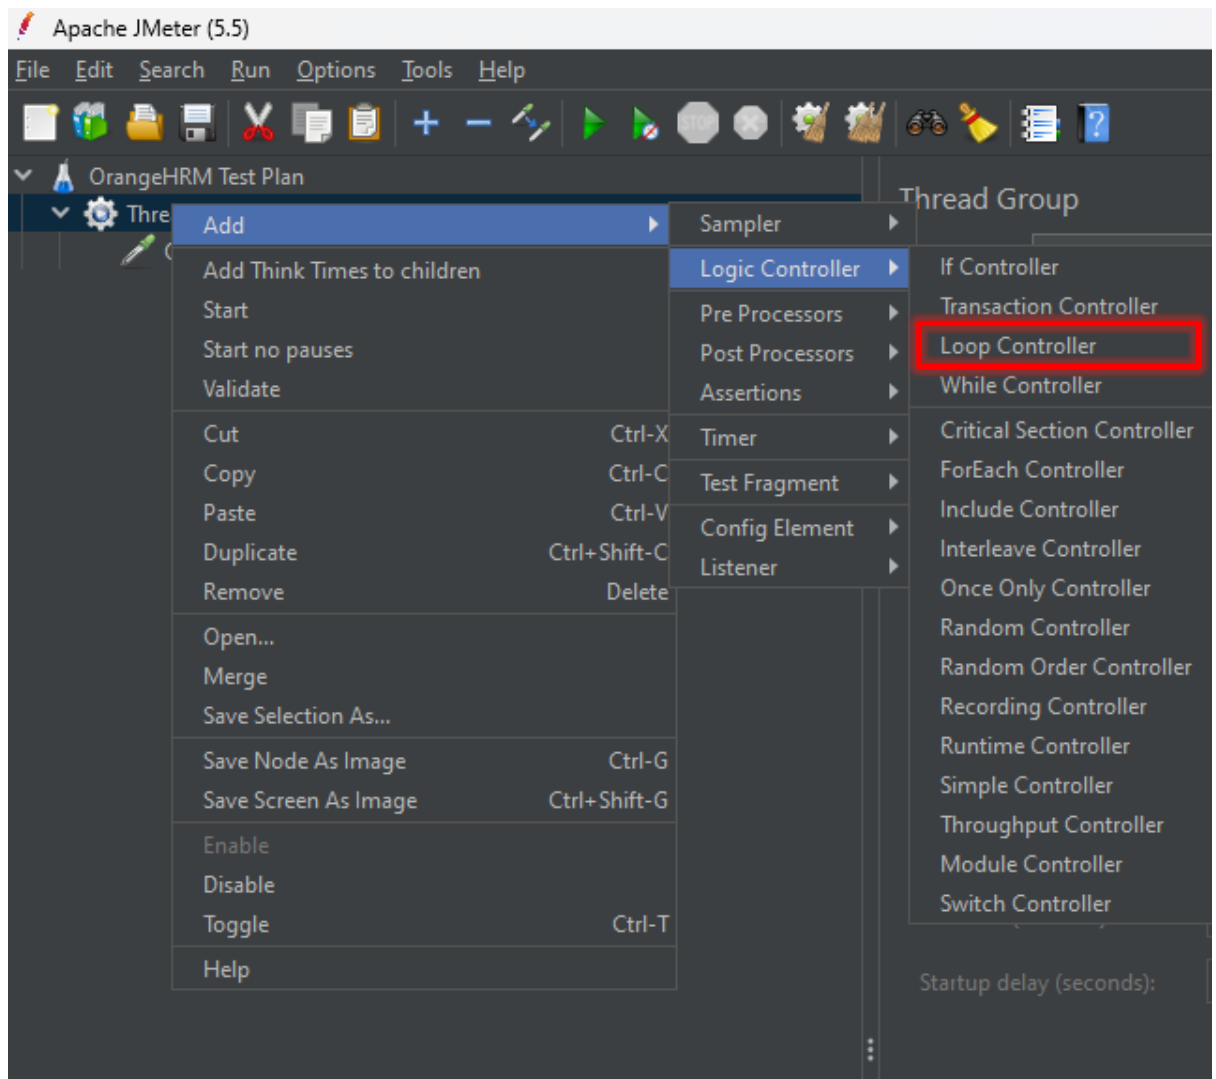 Apache JMeter (5.5)
File Edit Search Run Options Tools Help
STOP
OrangeHRM Test Plan
Thre
Thread Group
Add
Add Think Times to children
Start
Start no pauses
Validate
Cut Ctrl-X
Copy Ctrl-C
Paste Ctrl-V
Duplicate Ctrl+Shift-C
Remove Delete
Open...
Merge
Save Selection As...
Save Node As Image Ctrl-G
Save Screen As Image Ctrl+Shift-G
Enable
Disable
Toggle Ctrl-T
Help
Sampler
Logic Controller
Pre Processors
Post Processors
Assertions
Timer
Test Fragment
Config Element
Listener
If Controller
Transaction Controller
Loop Controller
While Controller
Critical Section Controller
ForEach Controller
Include Controller
Interleave Controller
Once Only Controller
Random Controller
Random Order Controller
Recording Controller
Runtime Controller
Simple Controller
Throughput Controller
Module Controller
Switch Controller
Startup delay (seconds):